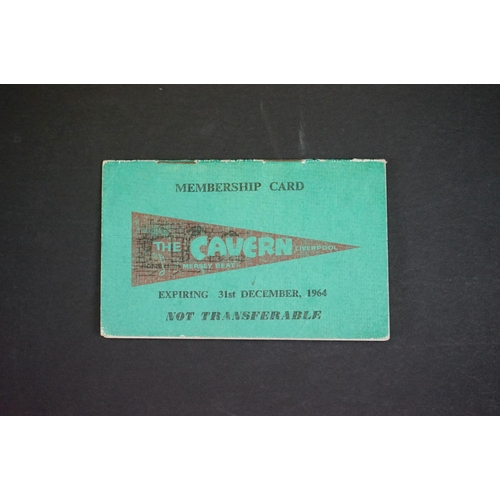 MEMBERSHIP CARD
THE CAVERN LIVERPOOL
MERSEY BEAT
EXPIRING 31st DECEMBER, 1964
NOT TRANSFERABLE